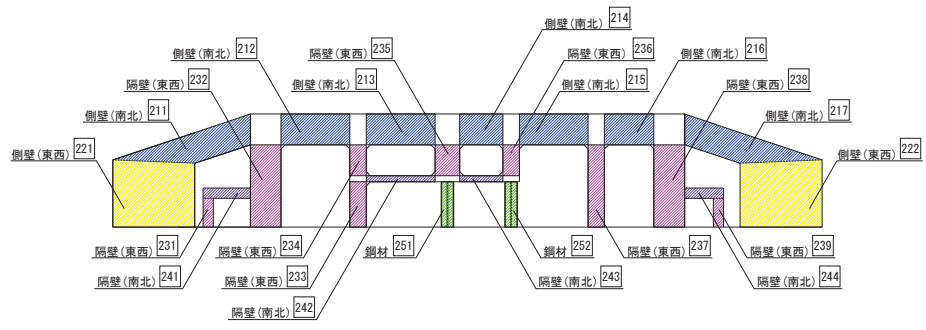 側壁(南北) 214
側壁(南北) 212
隔壁(東西) 235
隔壁(東西) 236
側壁(南北) 216
隔壁(東西) 232
側壁(南北) 213
側壁(南北) 215
隔壁(東西) 238
側壁(南北) 211
側壁(南北) 217
側壁(東西) 221
側壁(東西) 222
隔壁(東西) 231
隔壁(東西) 234
鋼材 251
鋼材 252
隔壁(東西) 237
隔壁(東西) 239
隔壁(南北) 241
隔壁(東西) 233
隔壁(南北) 243
隔壁(南北) 244
隔壁(南北) 242